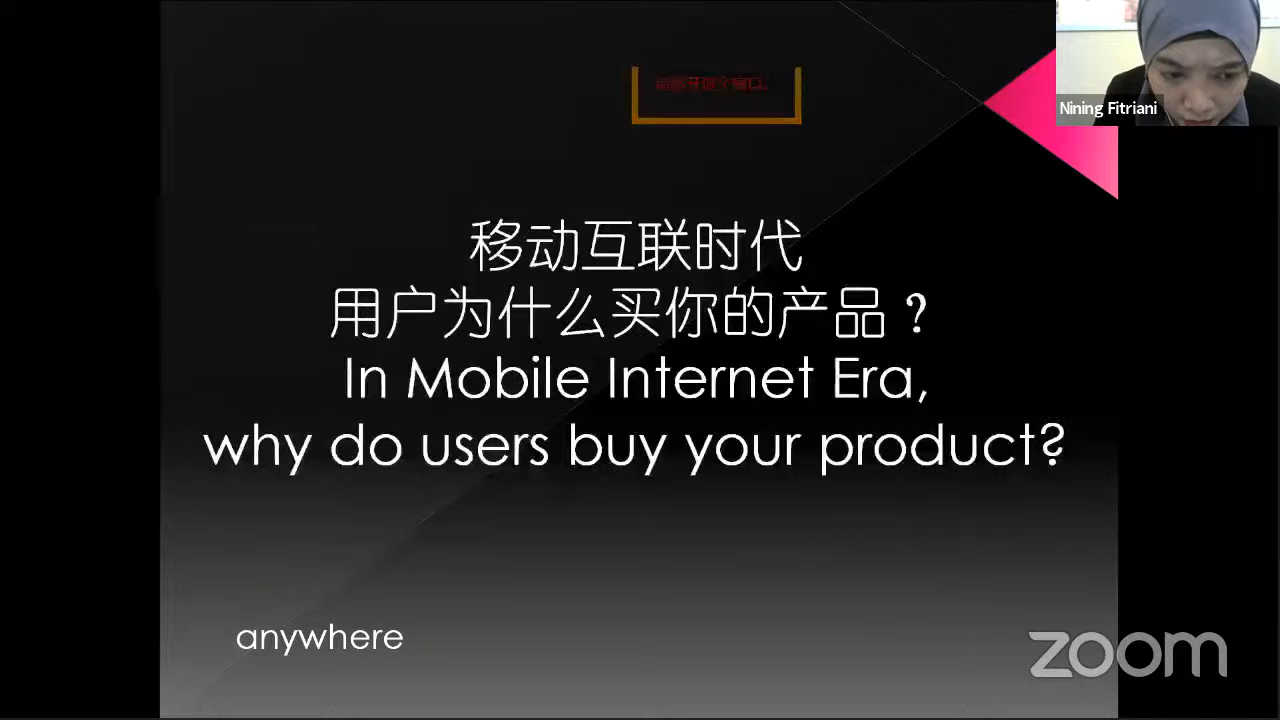 Nining Fitriani
移动互联时代
用户为什么买你的产品？
In Mobile Internet Era,
why do users buy your product?
anywhere
zoom